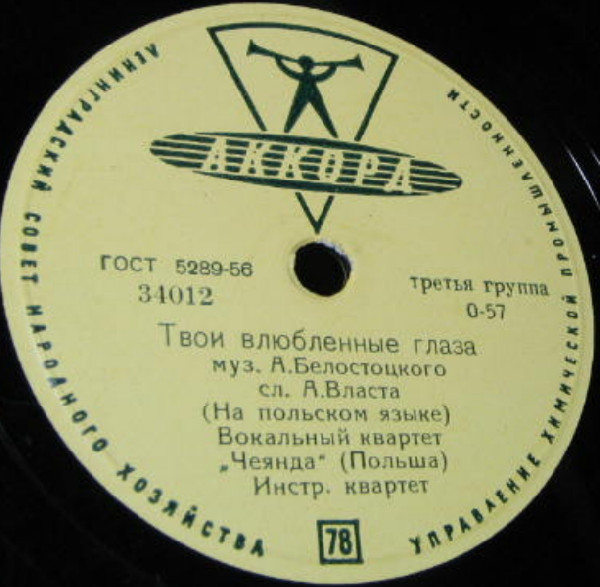 ЛЕНИНГРАДСКИЙ СОВЕТ НАРОДНОГО ХОЗЯЙСТВА
УПРАВЛЕНИЕ ХИМИЧЕСКОЙ ПРОМЫШЛЕННОСТИ
АККОРД
ГОСТ 5289-56
34012
третья группа
0-57
Твои влюбленные глаза
муз. А.Белостоцкого
сл. А.Власта
(На польском языке)
Вокальный квартет
„Чеянда“ (Польша)
Инстр. квартет
78